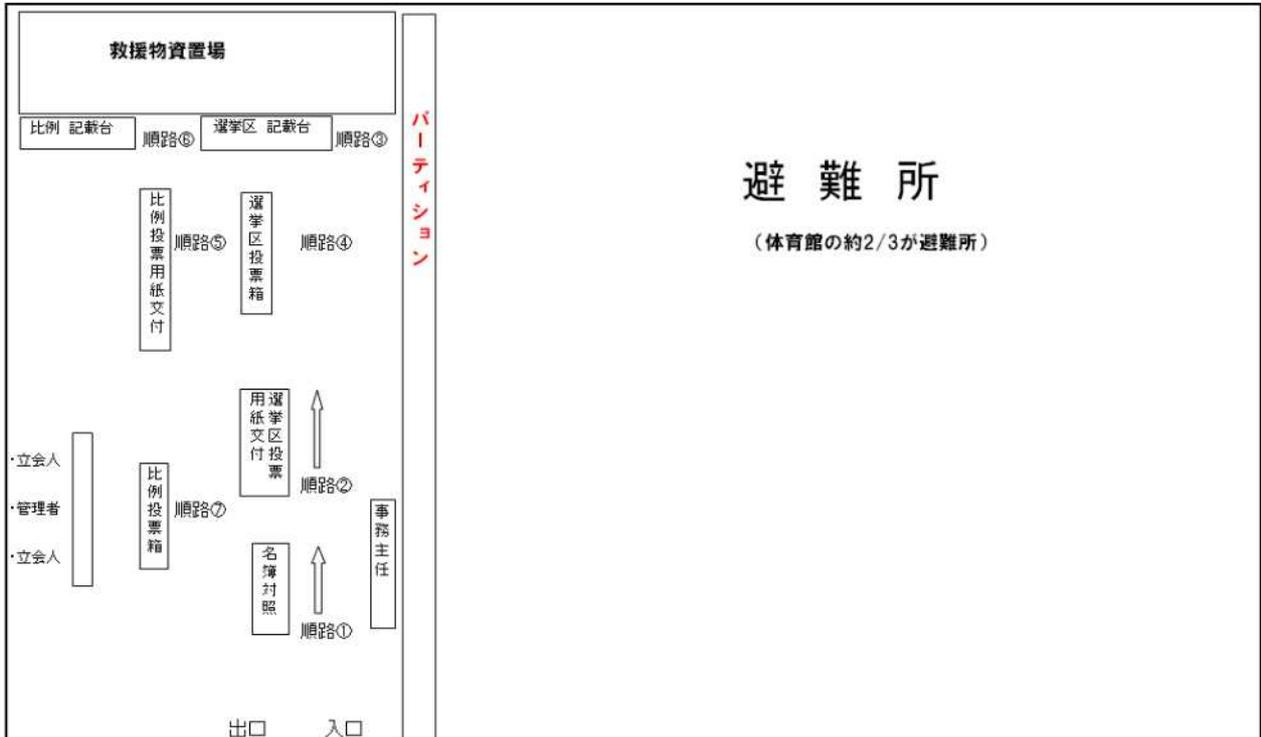 救援物資置場
比例 記載台
順路⑥
選挙区 記載台
順路③
パーティション
避難所
（体育館の約2/3が避難所）
比例投票用紙交付
順路⑤
選挙区投票箱
順路④
選挙区投票
用紙交付
順路②
・立会人
・管理者
・立会人
比例投票箱
順路⑦
事務主任
名簿対照
順路①
出口
入口